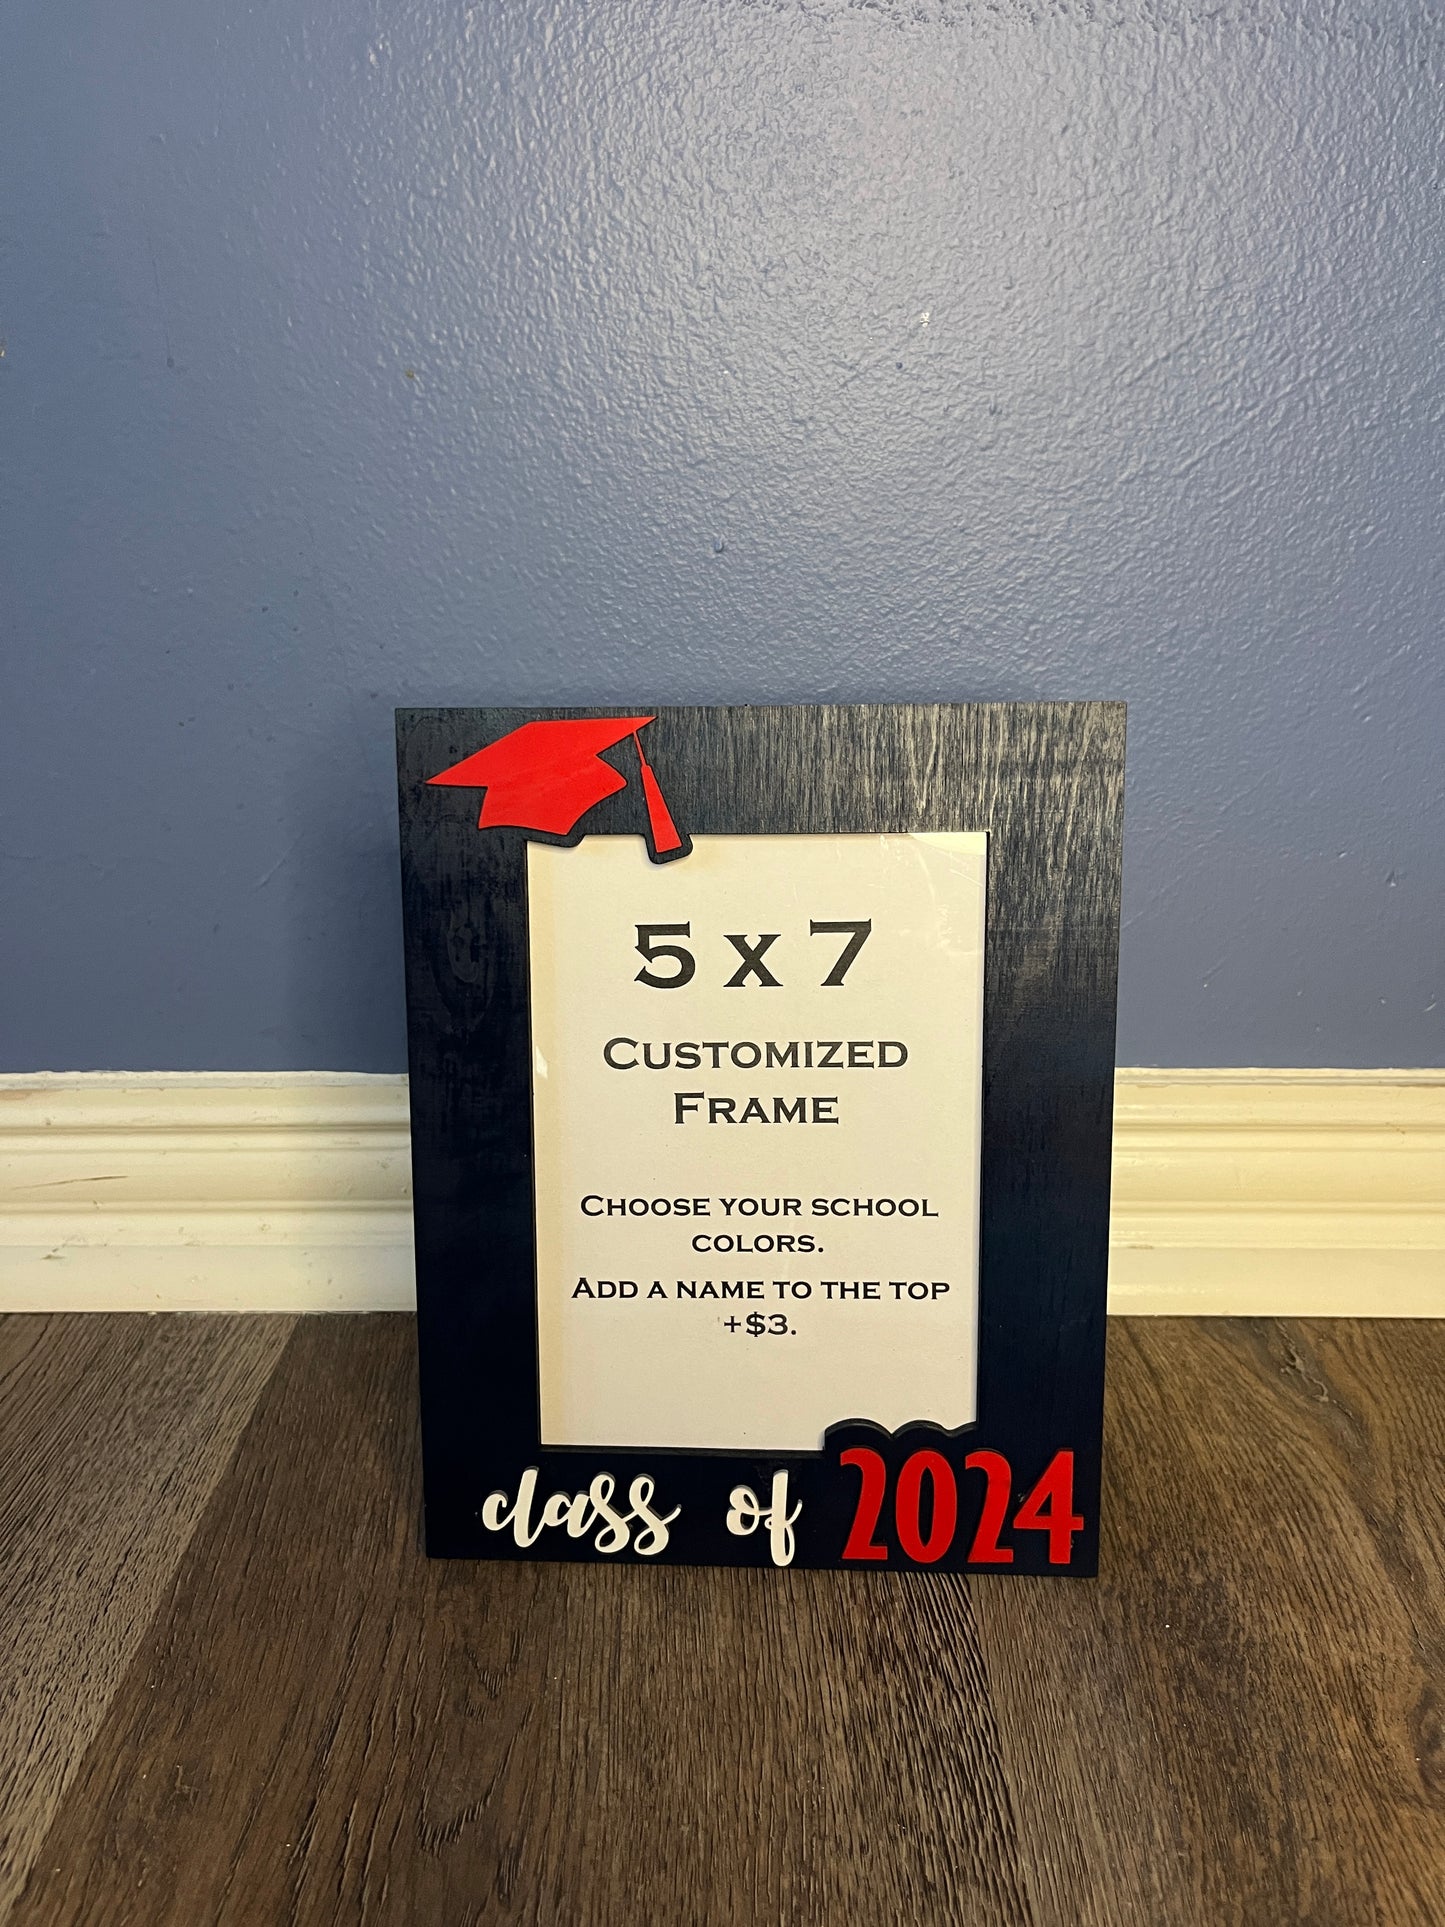 5 x 7
Customized
Frame
Choose your school
colors.
Add a name to the top
+$3.
class of 2024